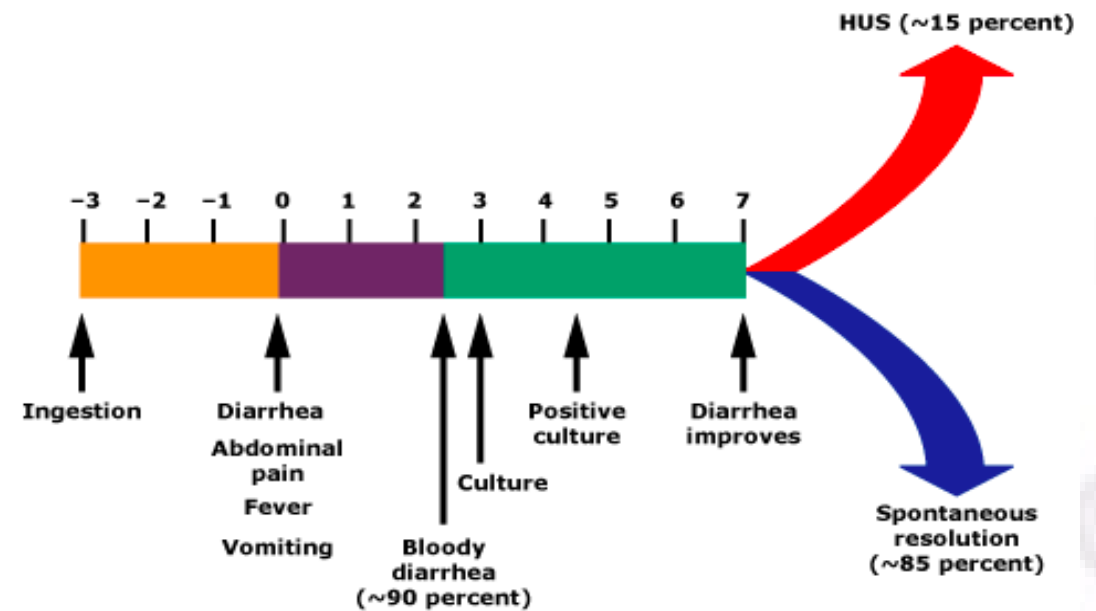 HUS (~15 percent)
−3 −2 −1 0 1 2 3 4 5 6 7
Ingestion
Diarrhea
Abdominal
pain
Fever
Vomiting
Bloody
diarrhea
(~90 percent)
Culture
Positive
culture
Diarrhea
improves
Spontaneous
resolution
(~85 percent)